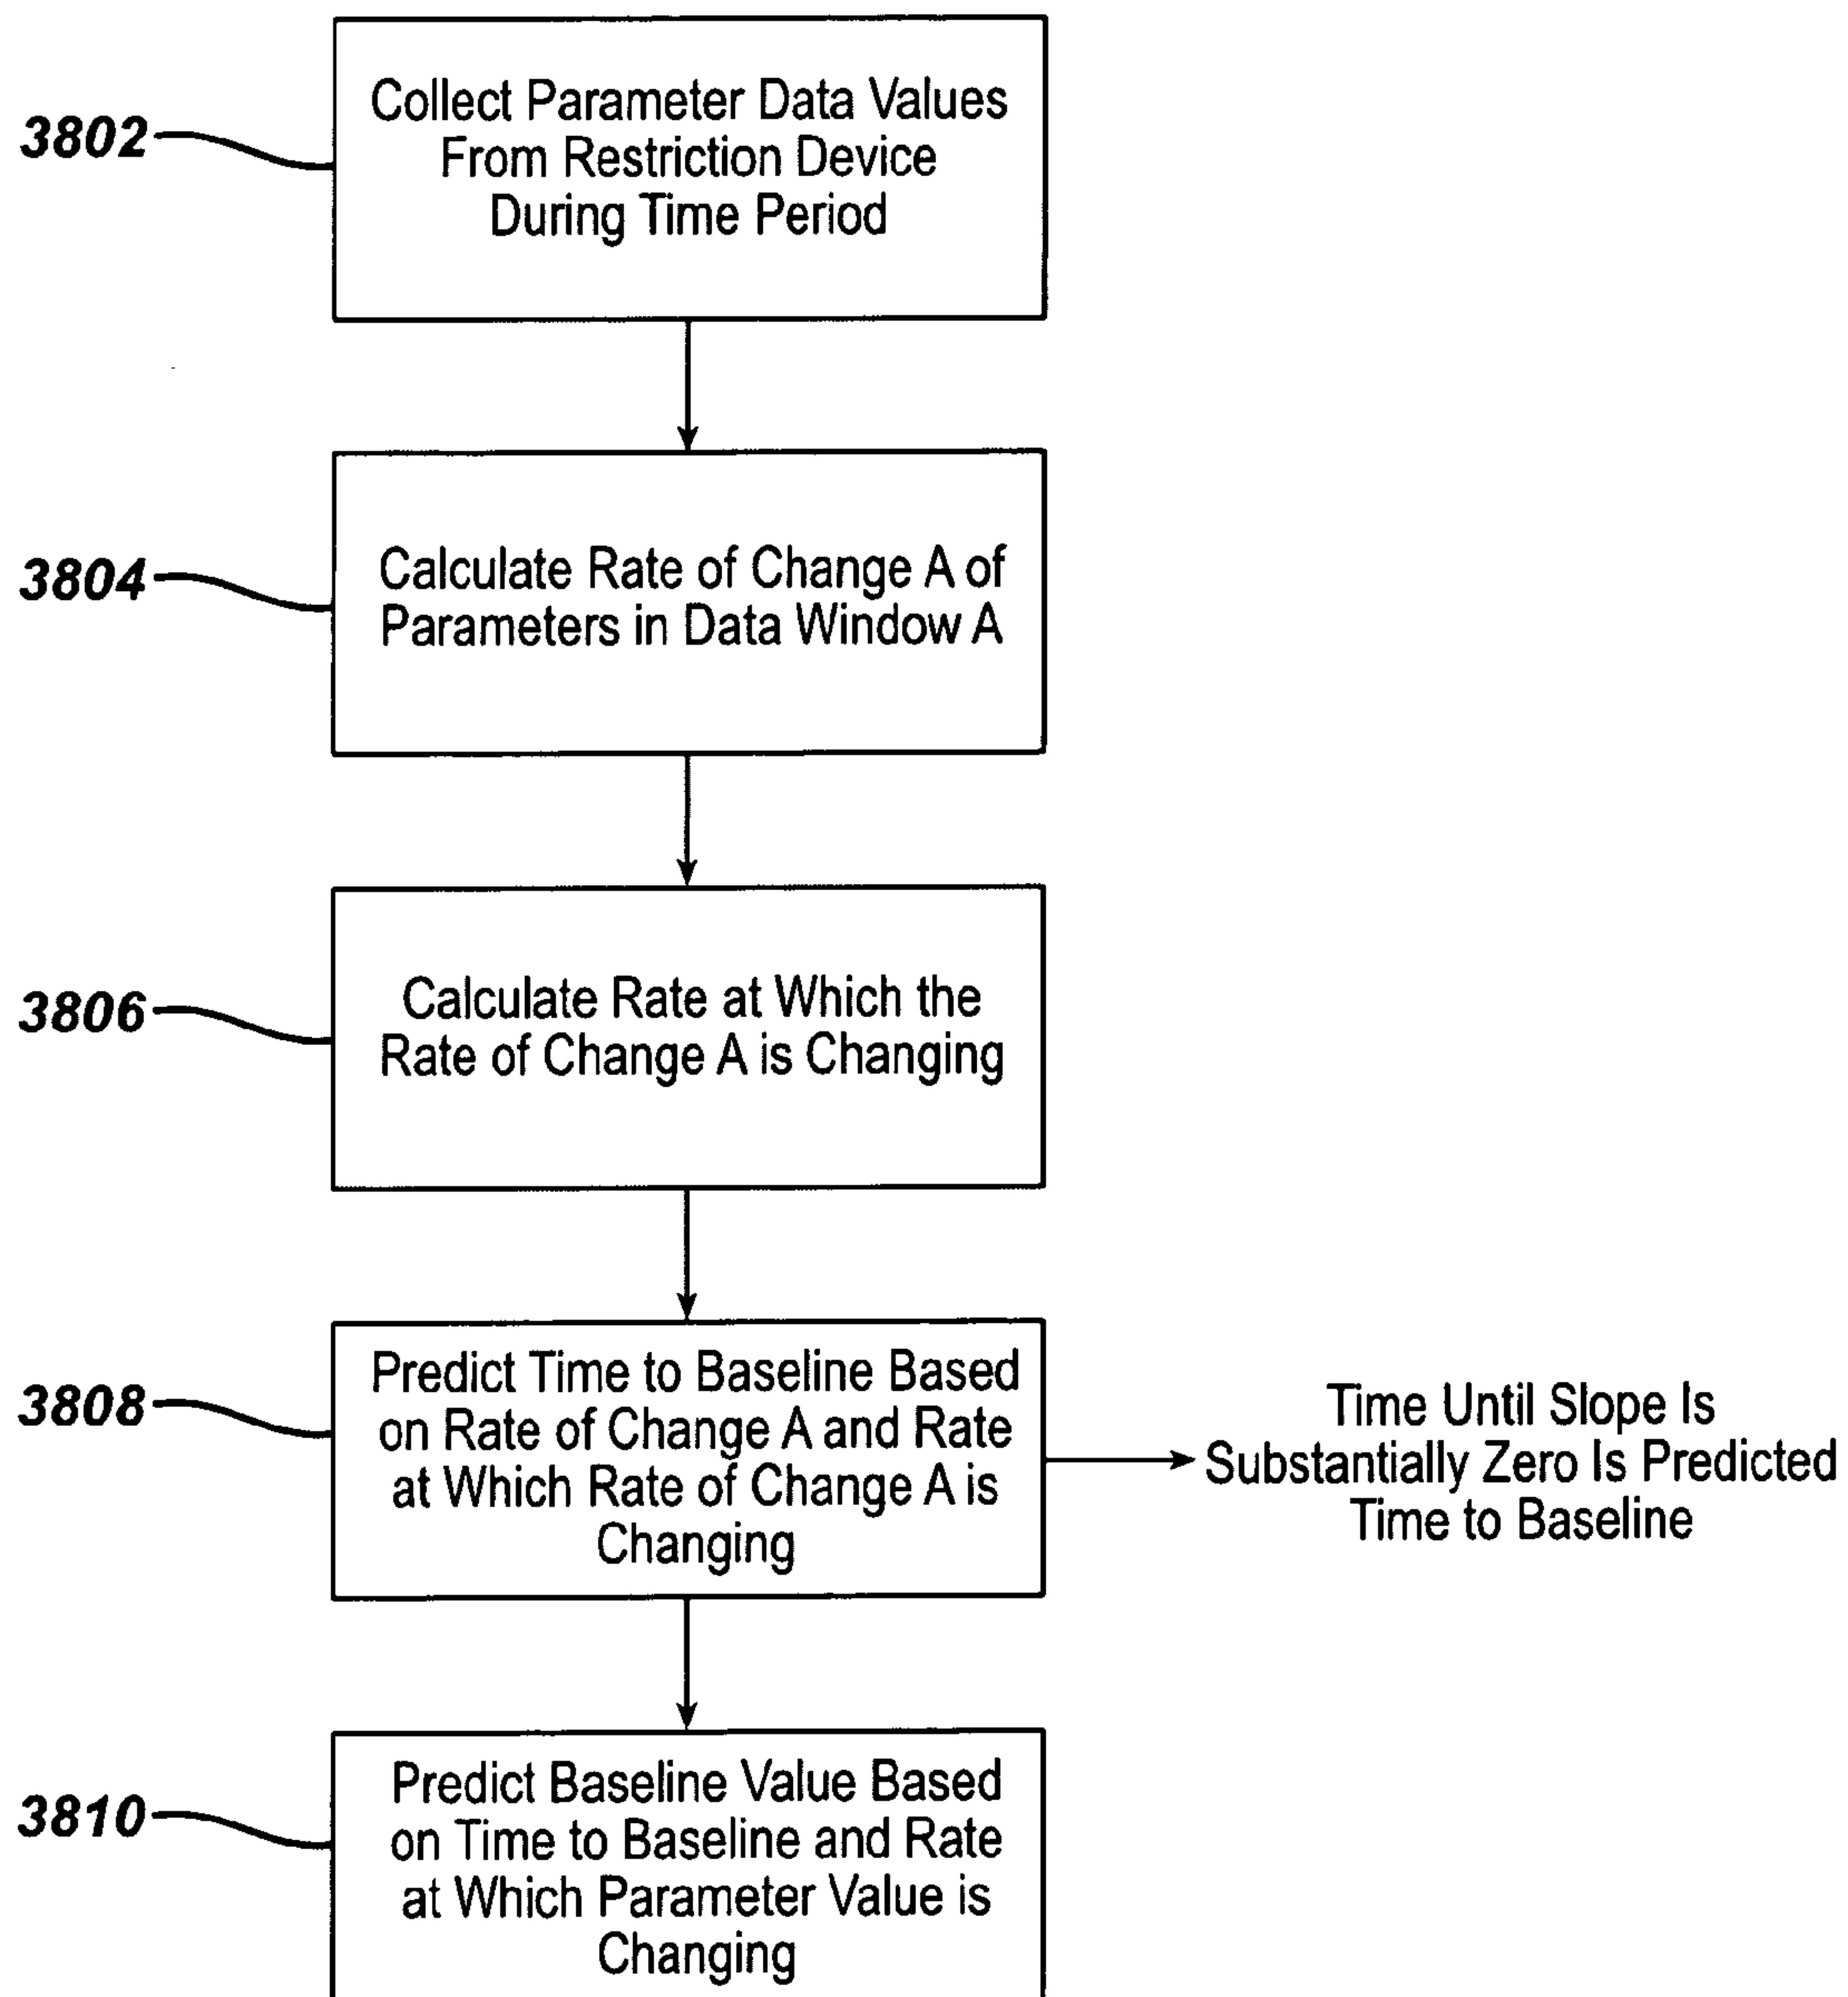 3802
Collect Parameter Data Values
From Restriction Device
During Time Period
3804
Calculate Rate of Change A of
Parameters in Data Window A
3806
Calculate Rate at Which the
Rate of Change A is Changing
3808
Predict Time to Baseline Based
on Rate of Change A and Rate
at Which Rate of Change A is
Changing
Time Until Slope Is
Substantially Zero Is Predicted
Time to Baseline
3810
Predict Baseline Value Based
on Time to Baseline and Rate
at Which Parameter Value is
Changing